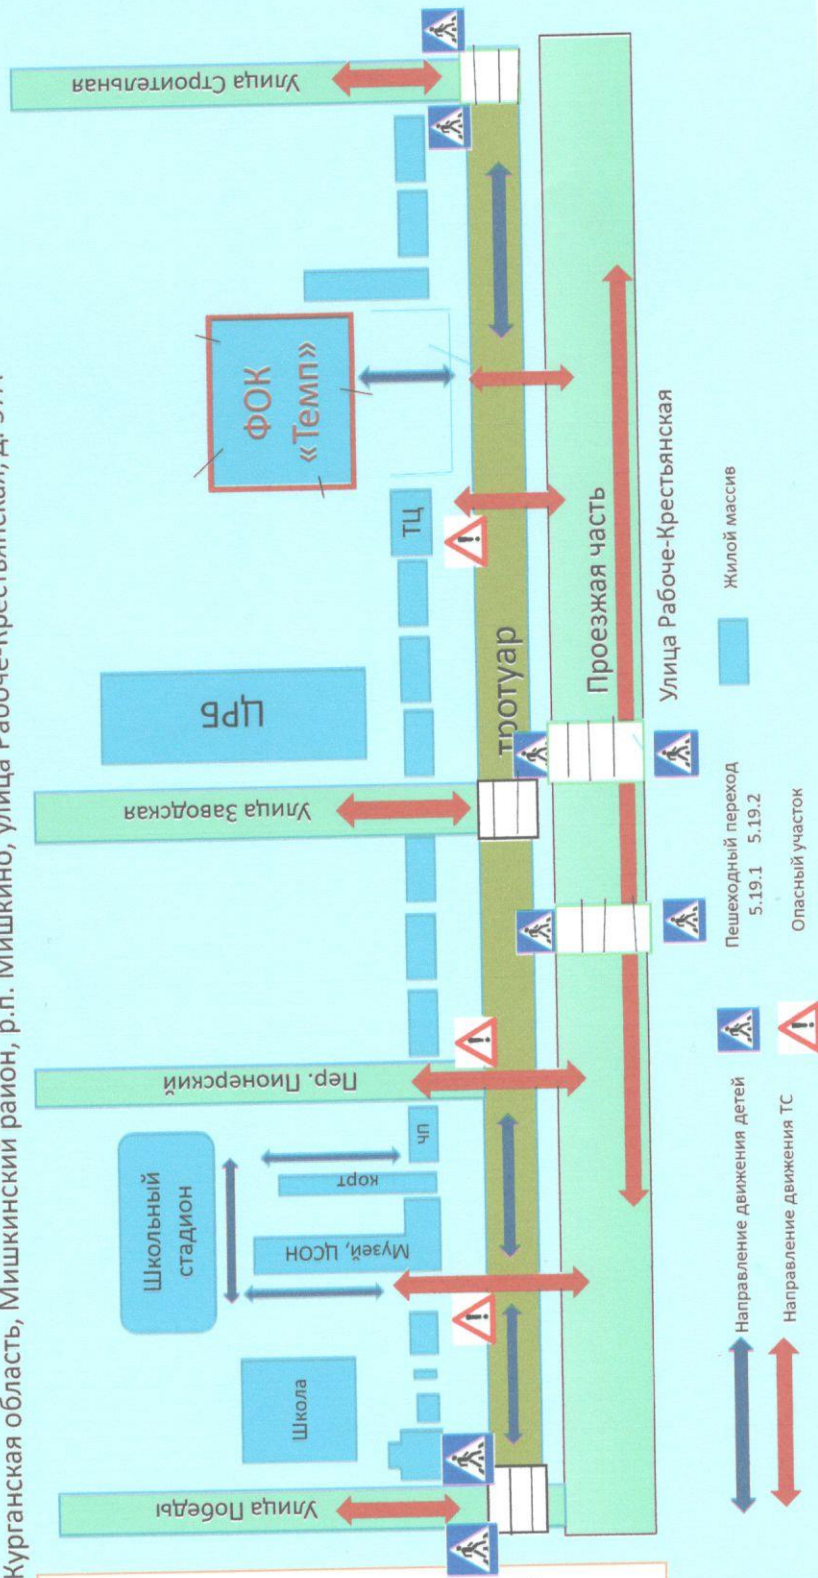 Курганская область, Мишкинский район, р.п. Мишкино, улица Рабоче-Крестьянская, д.
Улица Победы
Школа
Школьный
стадион
Музей, ЦСОН
корт
ЧП
Пер. Пионерский
Улица Заводская
ЦРБ
ТЦ
ФОК
«Темп»
Улица Строительная
тротуар
Проезжая часть
Улица Рабоче-Крестьянская
Направление движения детей
Направление движения ТС
Пешеходный переход
5.19.1 5.19.2
Опасный участок
Жилой массив